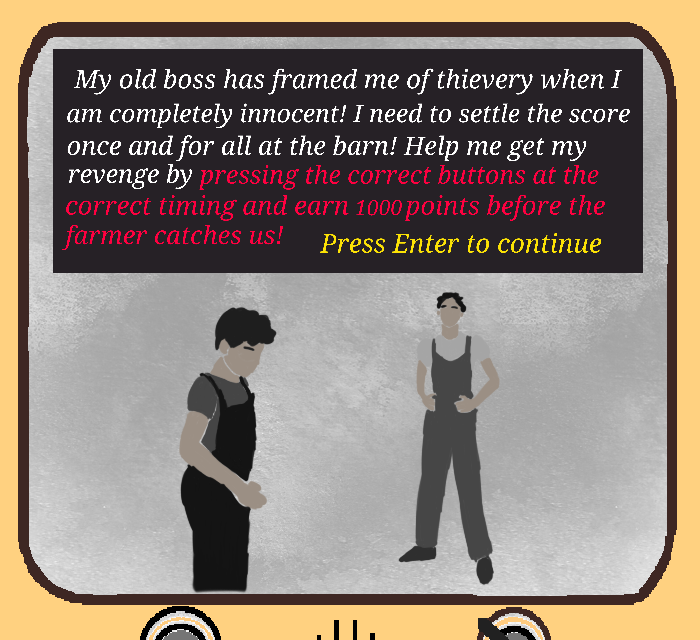 My old boss has framed me of thievery when I
am completely innocent! I need to settle the score
once and for all at the barn! Help me get my
revenge by pressing the correct buttons at the
correct timing and earn 1000 points before the
farmer catches us!
Press Enter to continue